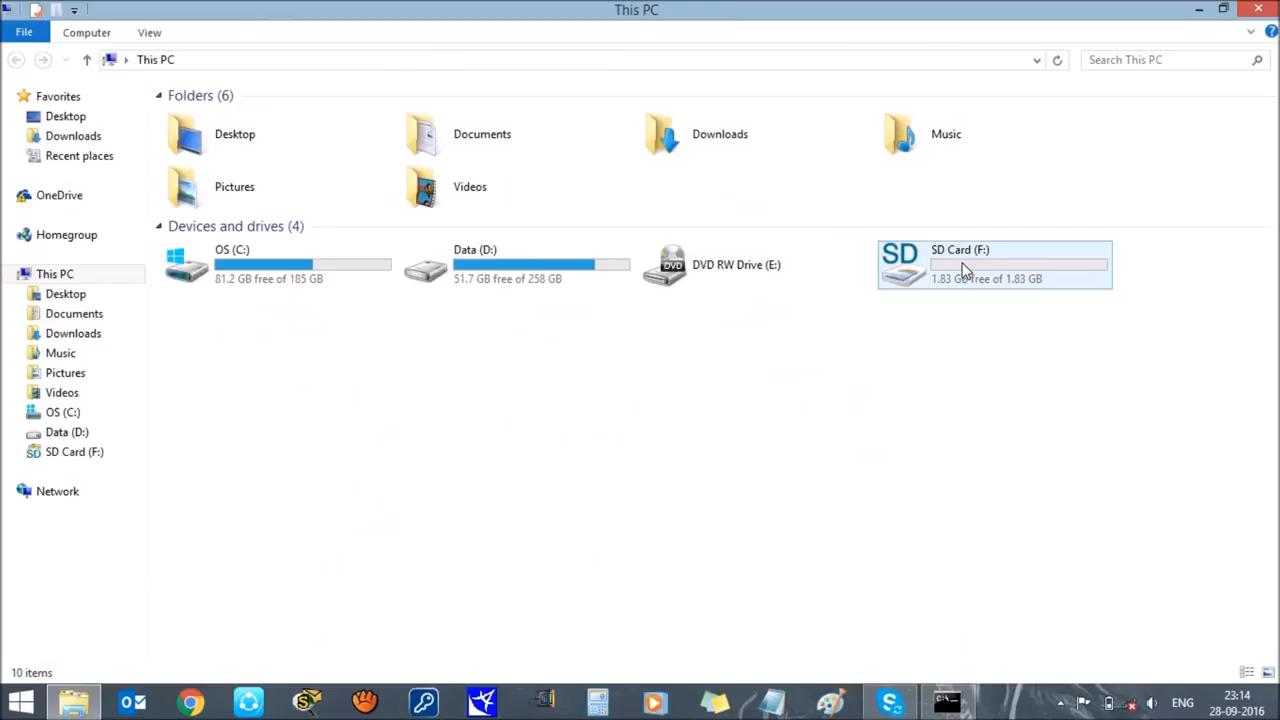 This PC
File
Computer
View
This PC
Search This PC
Favorites
Desktop
Downloads
Recent places
OneDrive
Homegroup
This PC
Desktop
Documents
Downloads
Music
Pictures
Videos
OS (C:)
Data (D:)
SD Card (F:)
Network
Folders (6)
Desktop
Documents
Downloads
Music
Pictures
Videos
Devices and drives (4)
OS (C:)
81.2 GB free of 185 GB
Data (D:)
51.7 GB free of 258 GB
DVD
DVD RW Drive (E:)
SD
SD Card (F:)
1.83 GB free of 1.83 GB
10 items
ENG
23:14
28-09-2016